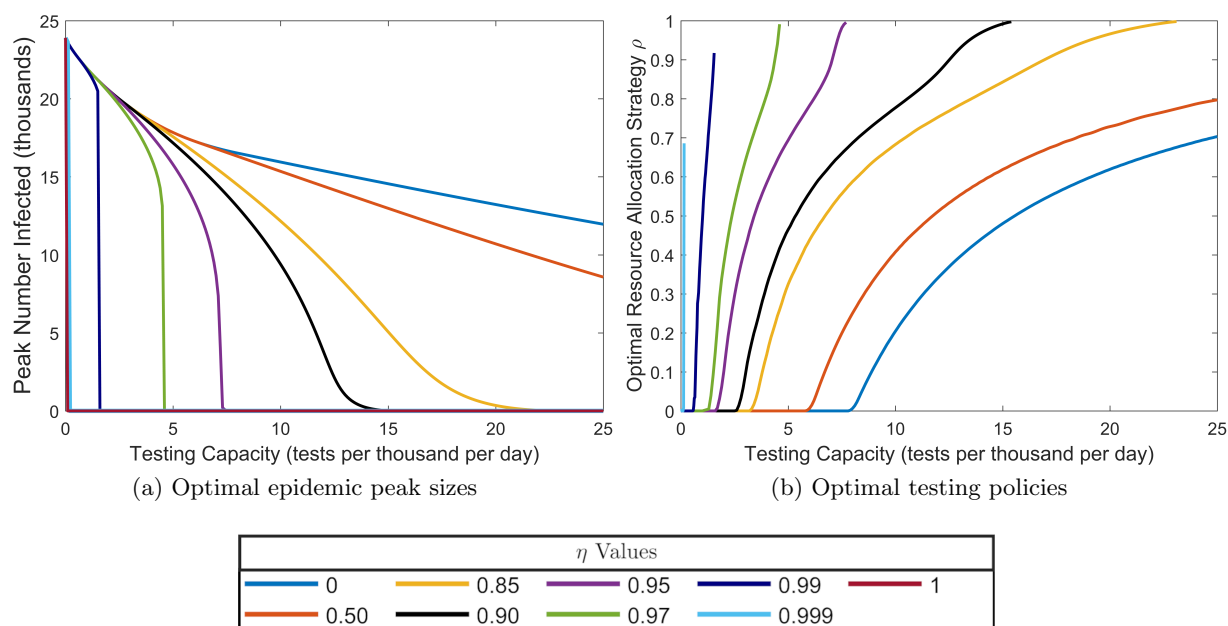 25
20
15
10
5
0
Peak Number Infected (thousands)
0 5 10 15 20 25
Testing Capacity (tests per thousand per day)
(a) Optimal epidemic peak sizes
1
0.9
0.8
0.7
0.6
0.5
0.4
0.3
0.2
0.1
0
Optimal Resource Allocation Strategy ρ
0 5 10 15 20 25
Testing Capacity (tests per thousand per day)
(b) Optimal testing policies
η Values
0 0.85 0.95 0.99 1
0.50 0.90 0.97 0.999